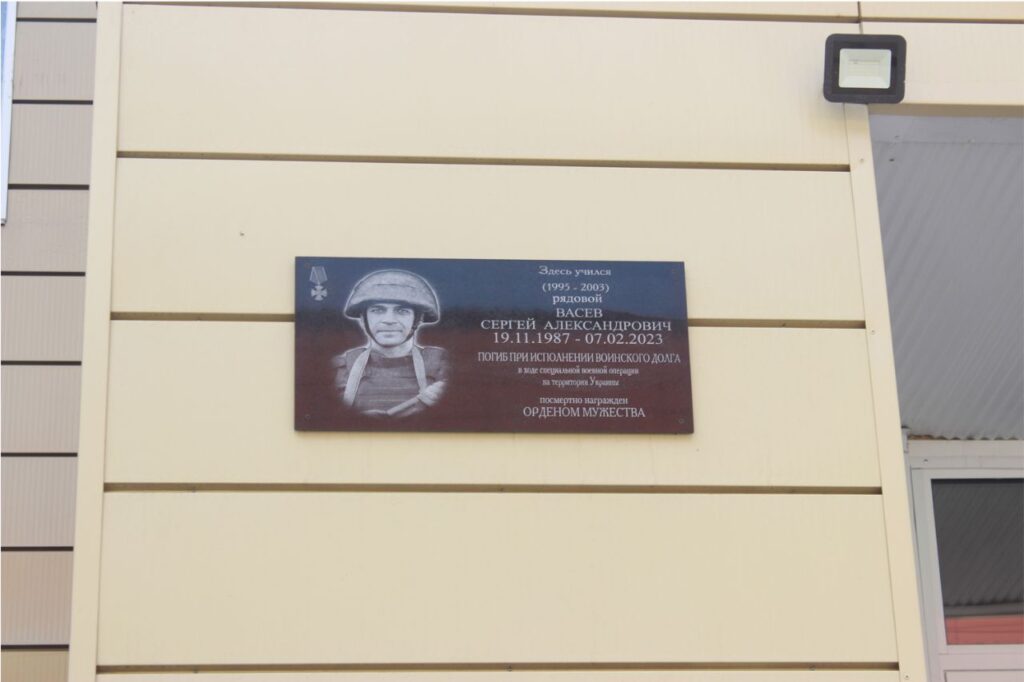 Здесь учился
(1995 - 2003)
рядовой
ВАСЕВ
СЕРГЕЙ АЛЕКСАНДРОВИЧ
19.11.1987 - 07.02.2023
ПОГИБ ПРИ ИСПОЛНЕНИИ ВОИНСКОГО ДОЛГА
в ходе специальной военной операции
на территории Украины
посмертно награжден
ОРДЕНОМ МУЖЕСТВА